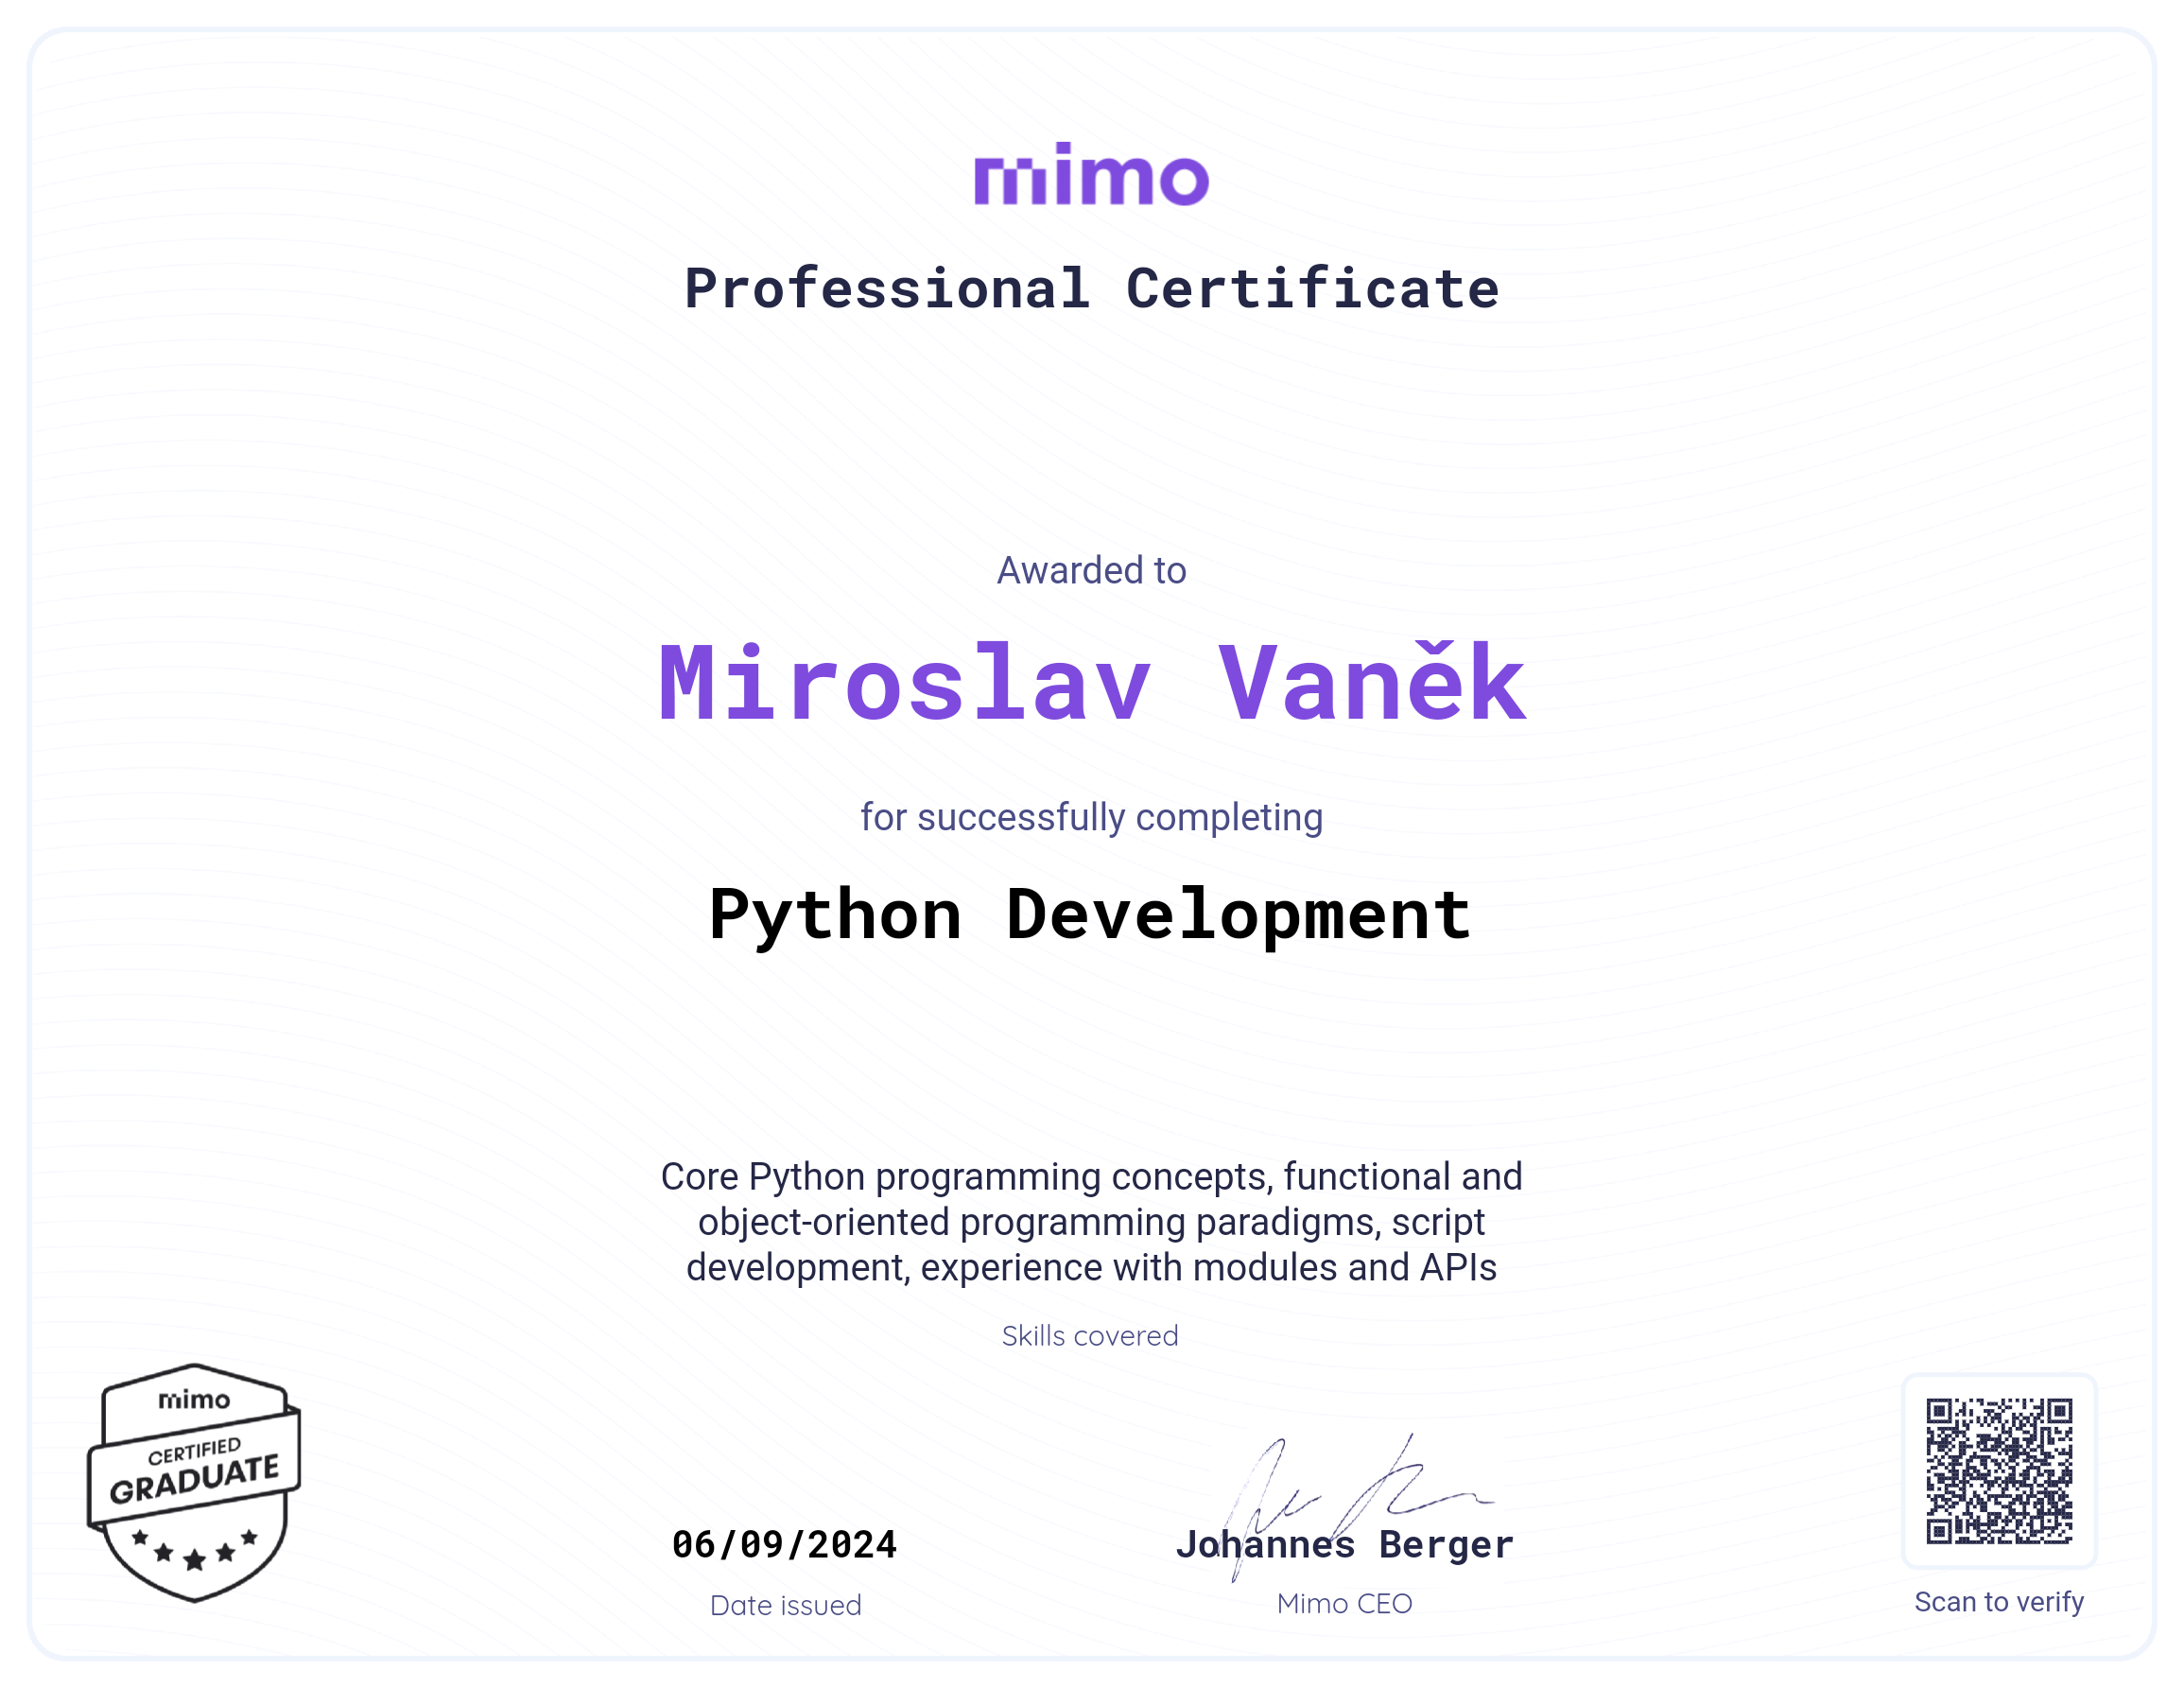 mimo
Professional Certificate
Awarded to
Miroslav Vaněk
for successfully completing
Python Development
Core Python programming concepts, functional and
object-oriented programming paradigms, script
development, experience with modules and APIs
Skills covered
mimo
CERTIFIED
GRADUATE
06/09/2024
Date issued
Johannes Berger
Mimo CEO
Scan to verify